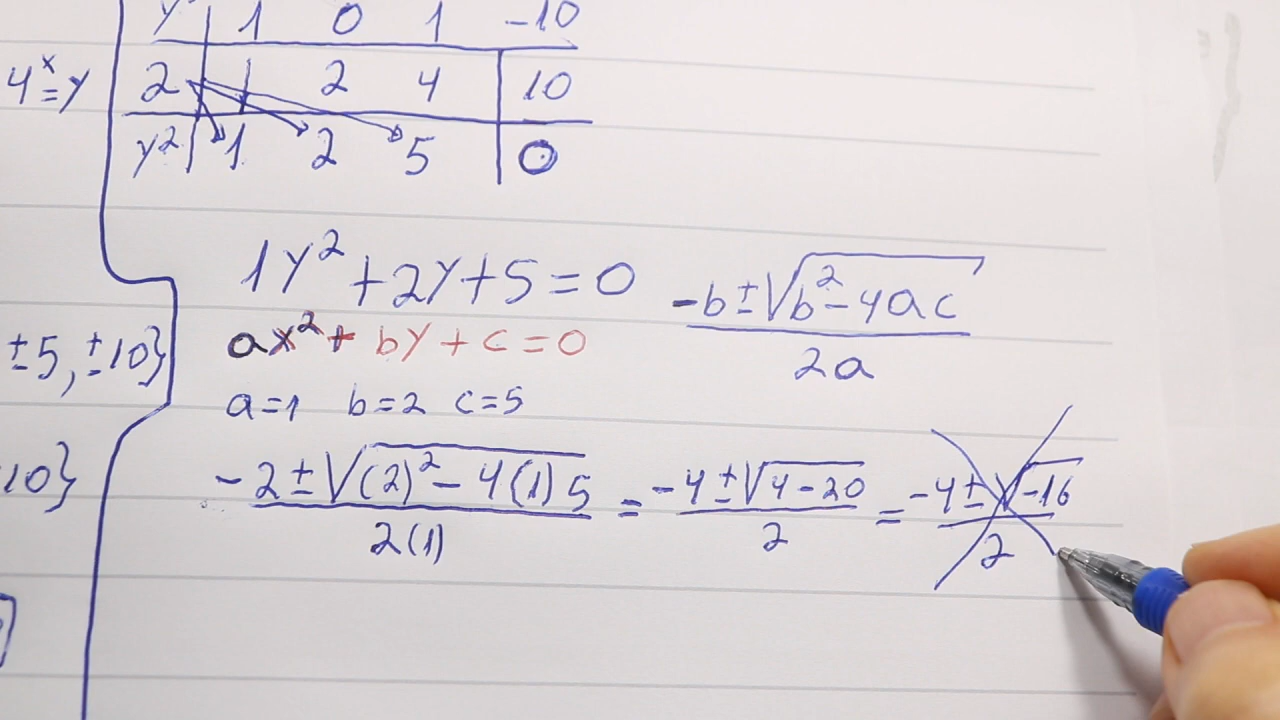 y 1 0 1 -10
4^x = y
2 1 2 4 10
y² 1 2 5 0
1y² + 2y + 5 = 0
-b ± √(b² - 4ac)
2a
±5, ±10}
ax² + by + c = 0
a=1 b=2 c=5
10}
-2 ± √((2)² - 4(1)5 = -4 ± √(4-20 = -4 ± √-16
2(1) 2 2